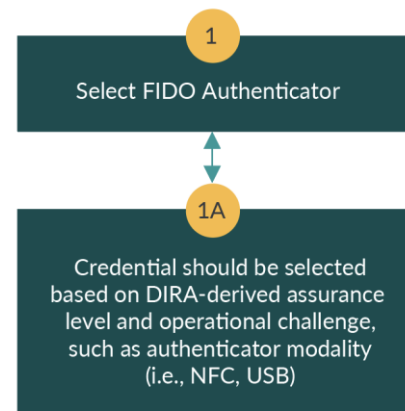 1
Select FIDO Authenticator
1A
Credential should be selected
based on DIRA-derived assurance
level and operational challenge,
such as authenticator modality
(i.e., NFC, USB)